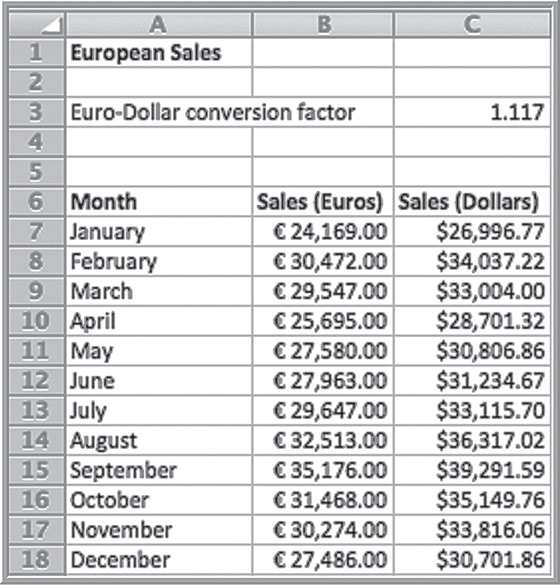 A B C
1 European Sales
2
3 Euro-Dollar conversion factor 1.117
4
5
6 Month Sales (Euros) Sales (Dollars)
7 January € 24,169.00 $26,996.77
8 February € 30,472.00 $34,037.22
9 March € 29,547.00 $33,004.00
10 April € 25,695.00 $28,701.32
11 May € 27,580.00 $30,806.86
12 June € 27,963.00 $31,234.67
13 July € 29,647.00 $33,115.70
14 August € 32,513.00 $36,317.02
15 September € 35,176.00 $39,291.59
16 October € 31,468.00 $35,149.76
17 November € 30,274.00 $33,816.06
18 December € 27,486.00 $30,701.86